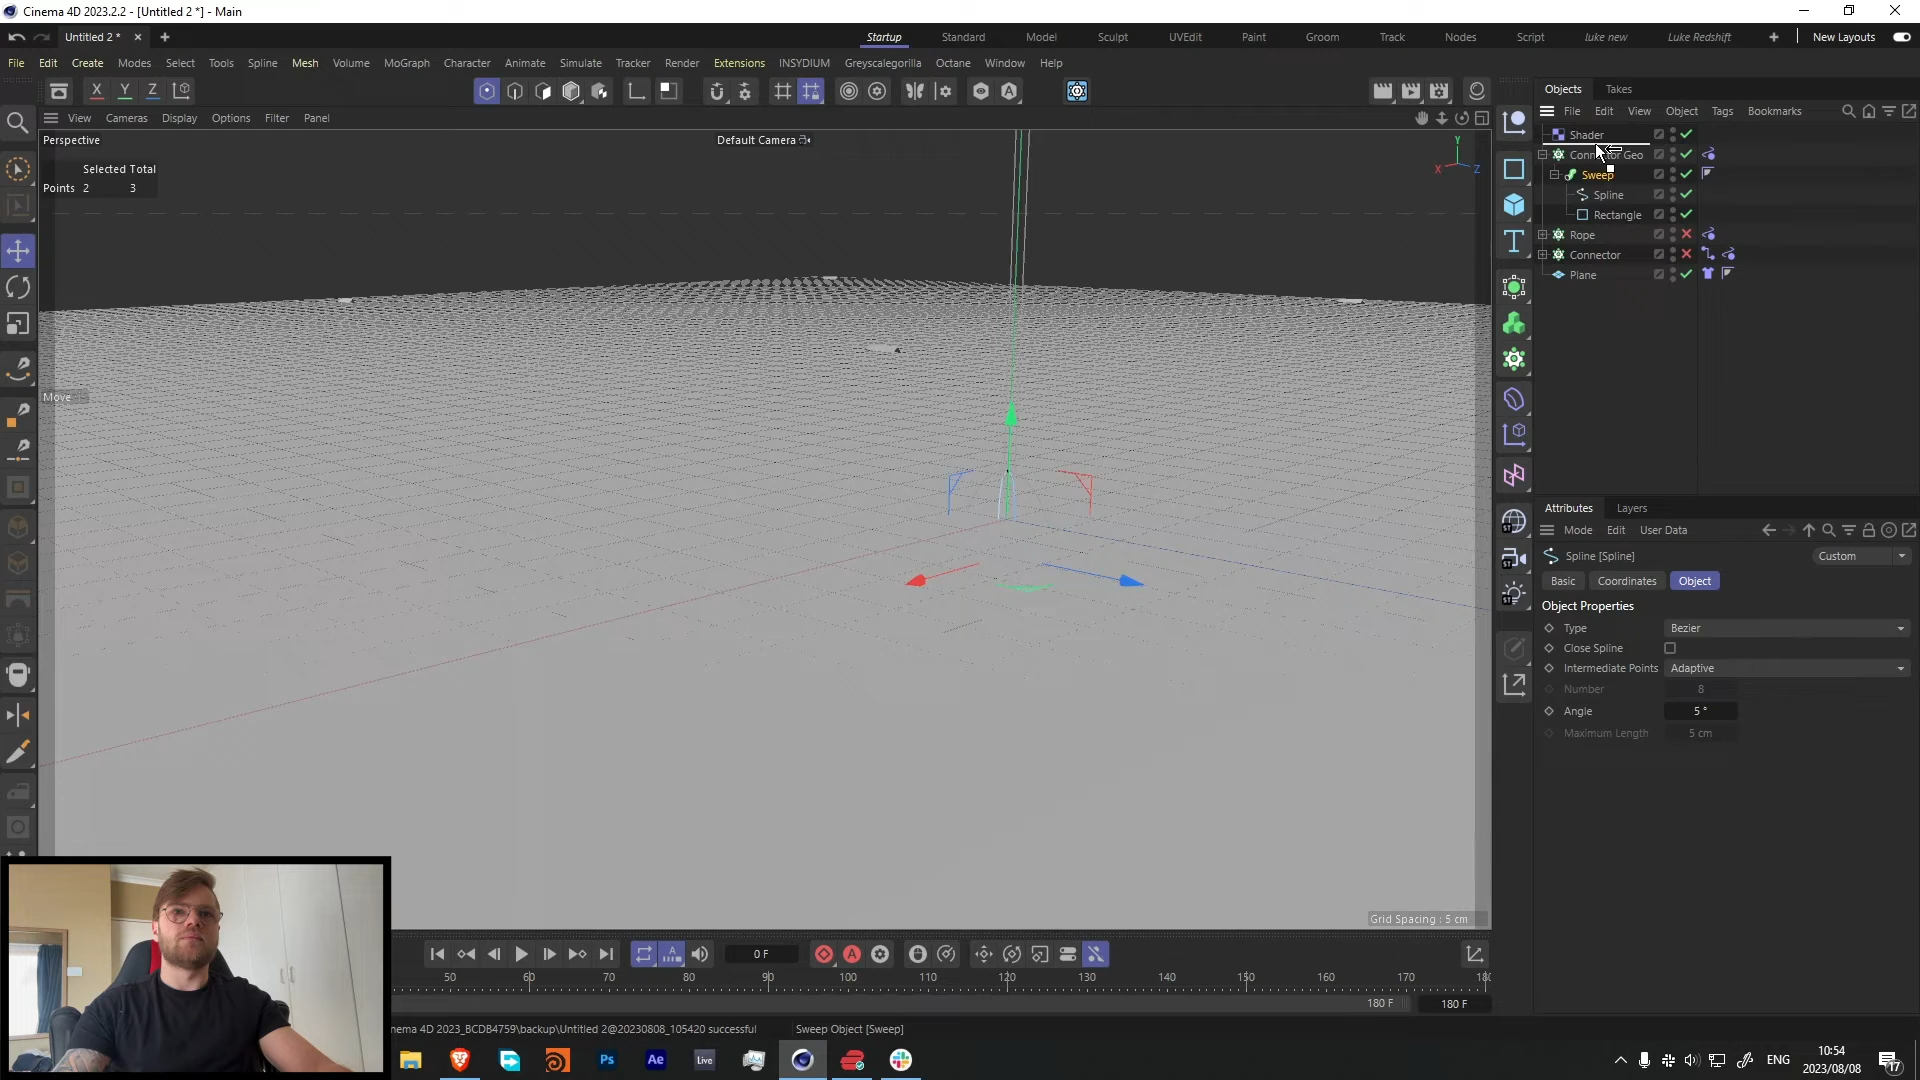 Cinema 4D 2023.2.2 - [Untitled 2 *] - Main
Untitled 2 *
Startup
Standard
Model
Sculpt
UVEdit
Paint
Groom
Track
Nodes
Script
luke new
Luke Redshift
New Layouts
File
Edit
Create
Modes
Select
Tools
Spline
Mesh
Volume
MoGraph
Character
Animate
Simulate
Tracker
Render
Extensions
INSYDIUM
Greyscalegorilla
Octane
Window
Help
X
Y
Z
Objects
Takes
View
Cameras
Display
Options
Filter
Panel
File
Edit
View
Object
Tags
Bookmarks
Perspective
Default Camera
Selected Total
Points 2 3
Y
X
Z
Shader
Connector Geo
Sweep
Spline
Rectangle
Rope
Connector
Plane
Move
Grid Spacing : 5 cm
Attributes
Layers
Mode
Edit
User Data
Spline [Spline]
Custom
Basic
Coordinates
Object
Object Properties
Type
Bezier
Close Spline
Intermediate Points
Adaptive
Number
8
Angle
5 °
Maximum Length
5 cm
ST
ST
ST
0 F
50
60
70
80
90
100
110
120
130
140
150
160
170
180 F
180 F
nema 4D 2023_BCDB4759\backup\Untitled 2@20230808_105420 successful
Sweep Object [Sweep]
Ps
Ae
Live
ENG
10:54
2023/08/08
17